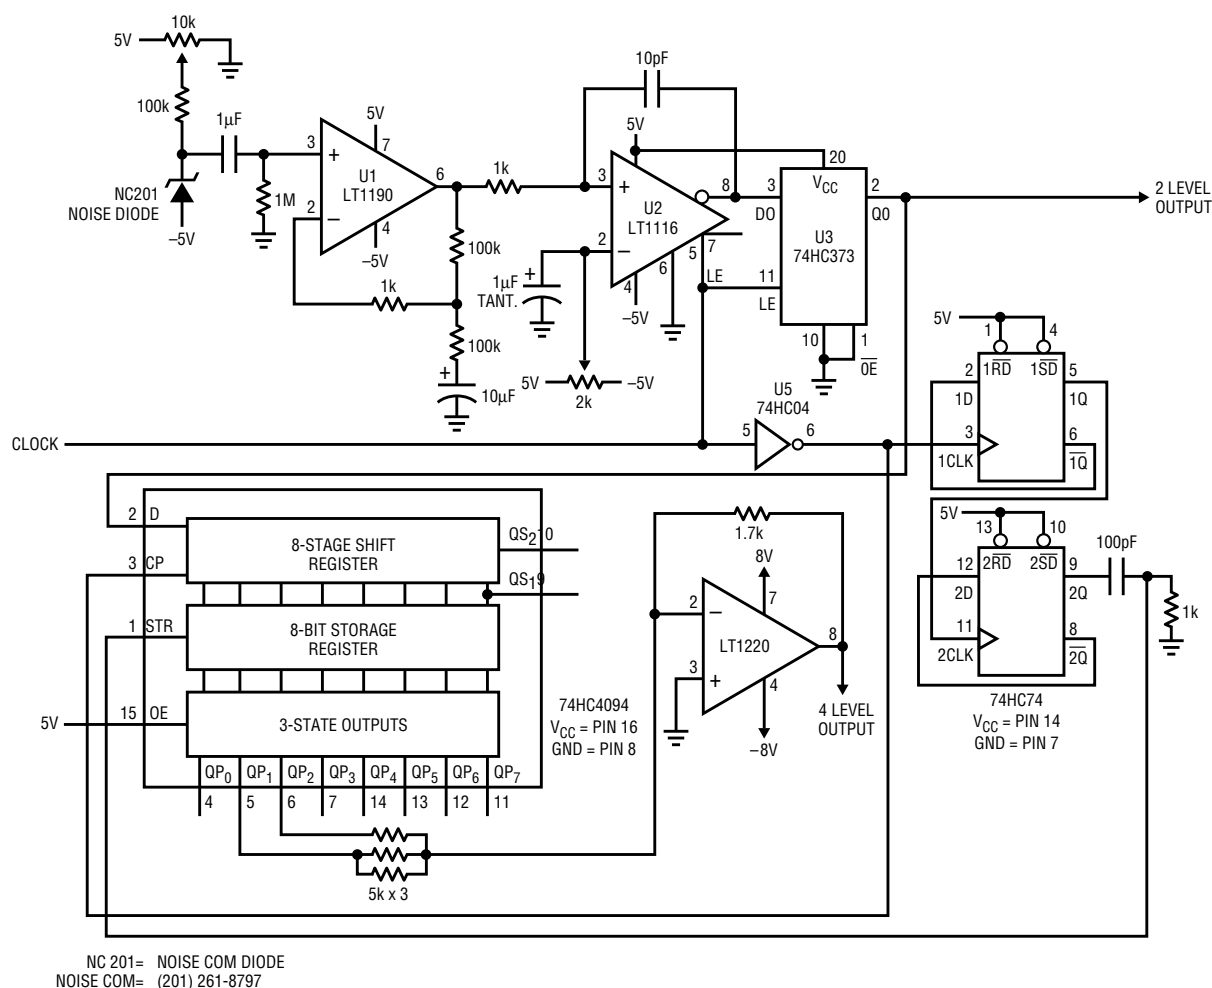 10k
5V
100k
1µF
NC201
NOISE DIODE
–5V
1M
3
+
2
–
5V
7
U1
LT1190
4
–5V
6
1k
100k
1k
100k
+
10µF
10pF
5V
3
+
2
–
U2
LT1116
8
7
5
6
4
–5V
1µF
TANT.
+
5V
–5V
2k
LE
20
VCC
3
DO
2
Q0
U3
74HC373
11
LE
10
1
OE
2 LEVEL
OUTPUT
CLOCK
U5
74HC04
5
6
5V
1
4
1RD
1SD
2
1D
5
1Q
3
1CLK
6
1Q
5V
13
10
2RD
2SD
12
2D
9
2Q
11
2CLK
8
2Q
100pF
1k
74HC74
VCC = PIN 14
GND = PIN 7
2 D
3 CP
1 STR
5V
15 OE
8-STAGE SHIFT
REGISTER
8-BIT STORAGE
REGISTER
3-STATE OUTPUTS
QS2 10
QS1 9
74HC4094
VCC = PIN 16
GND = PIN 8
QP0 QP1 QP2 QP3 QP4 QP5 QP6 QP7
4 5 6 7 14 13 12 11
5k x 3
1.7k
8V
7
2
–
3
+
LT1220
8
4
–8V
4 LEVEL
OUTPUT
NC 201= NOISE COM DIODE
NOISE COM= (201) 261-8797